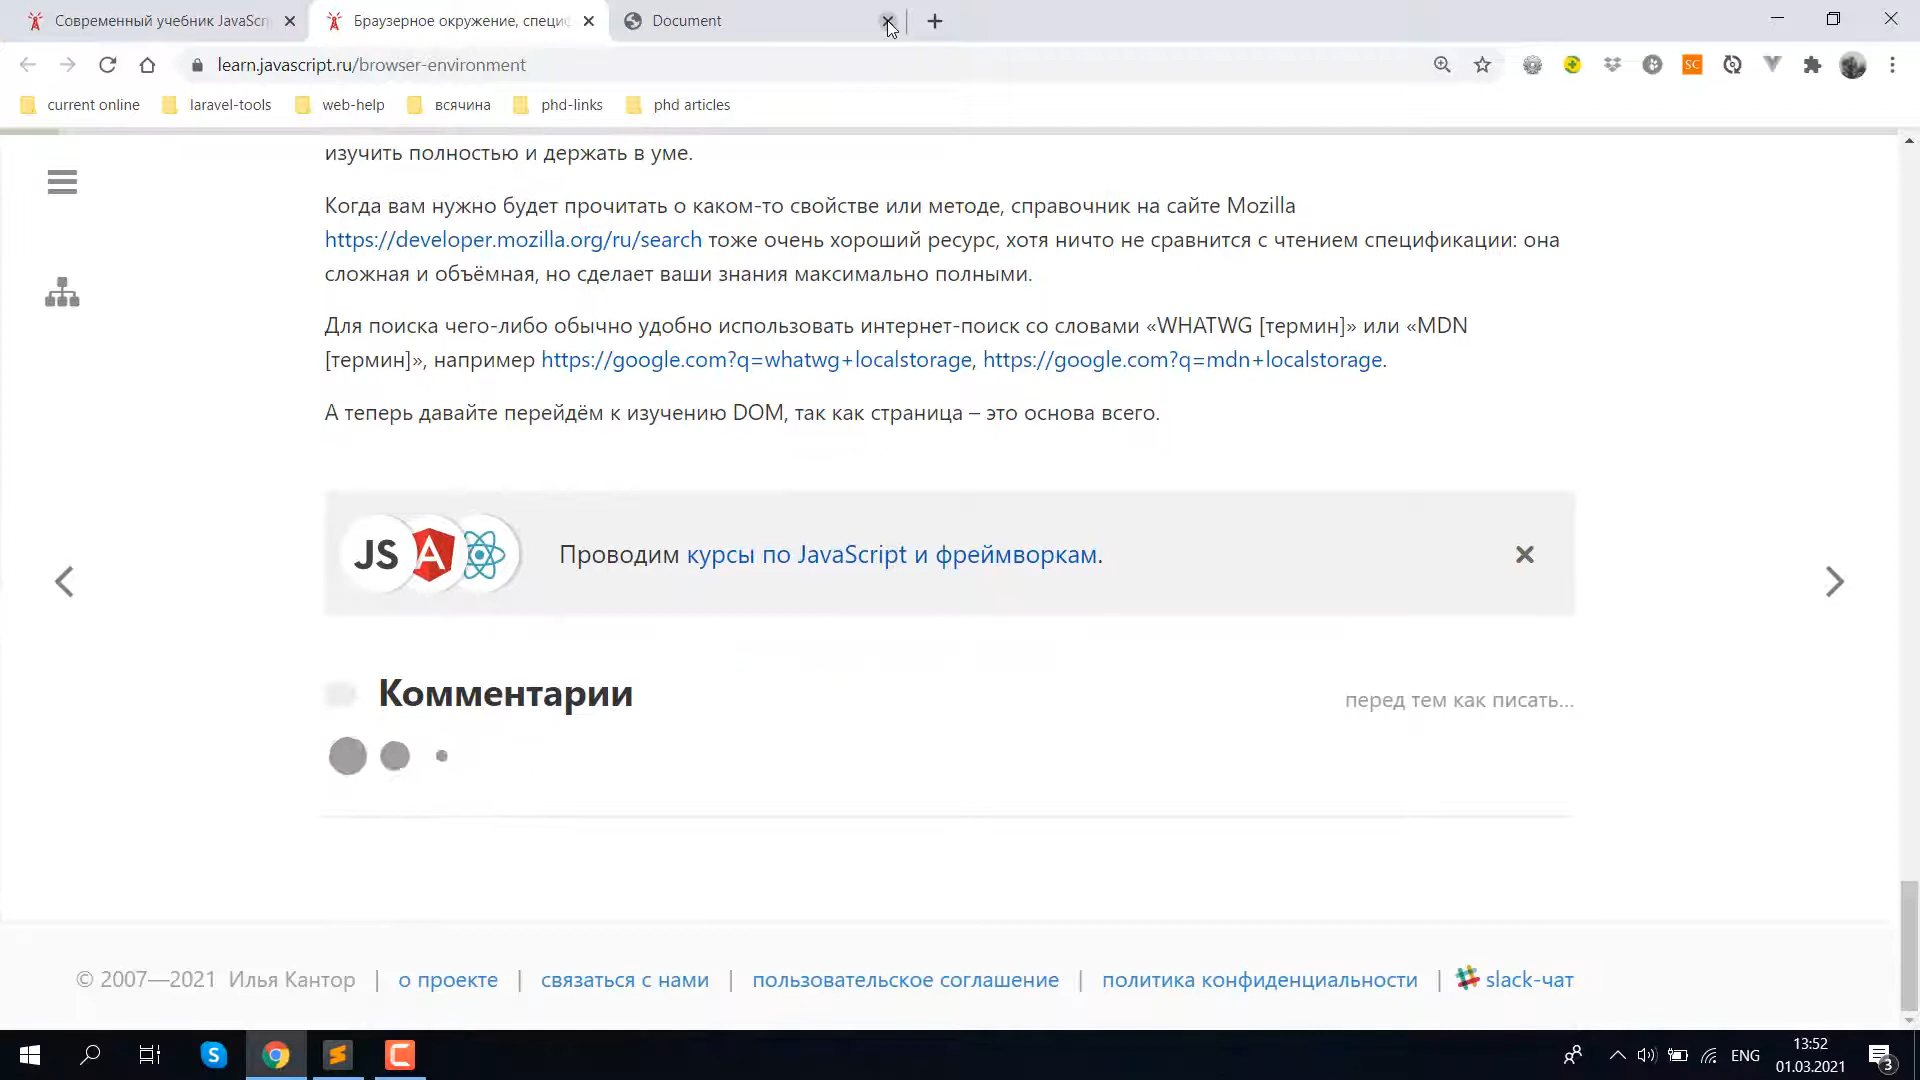 Современный учебник JavaScri
Браузерное окружение, специф
Document
learn.javascript.ru/browser-environment
SC
current online
laravel-tools
web-help
всячина
phd-links
phd articles
изучить полностью и держать в уме.
Когда вам нужно будет прочитать о каком-то свойстве или методе, справочник на сайте Mozilla
https://developer.mozilla.org/ru/search тоже очень хороший ресурс, хотя ничто не сравнится с чтением спецификации: она
сложная и объёмная, но сделает ваши знания максимально полными.
Для поиска чего-либо обычно удобно использовать интернет-поиск со словами «WHATWG [термин]» или «MDN
[термин]», например https://google.com?q=whatwg+localstorage, https://google.com?q=mdn+localstorage.
А теперь давайте перейдём к изучению DOM, так как страница – это основа всего.
JS
Проводим курсы по JavaScript и фреймворкам.
Комментарии
перед тем как писать...
© 2007—2021 Илья Кантор | о проекте | связаться с нами | пользовательское соглашение | политика конфиденциальности | slack-чат
ENG
13:52
01.03.2021
3